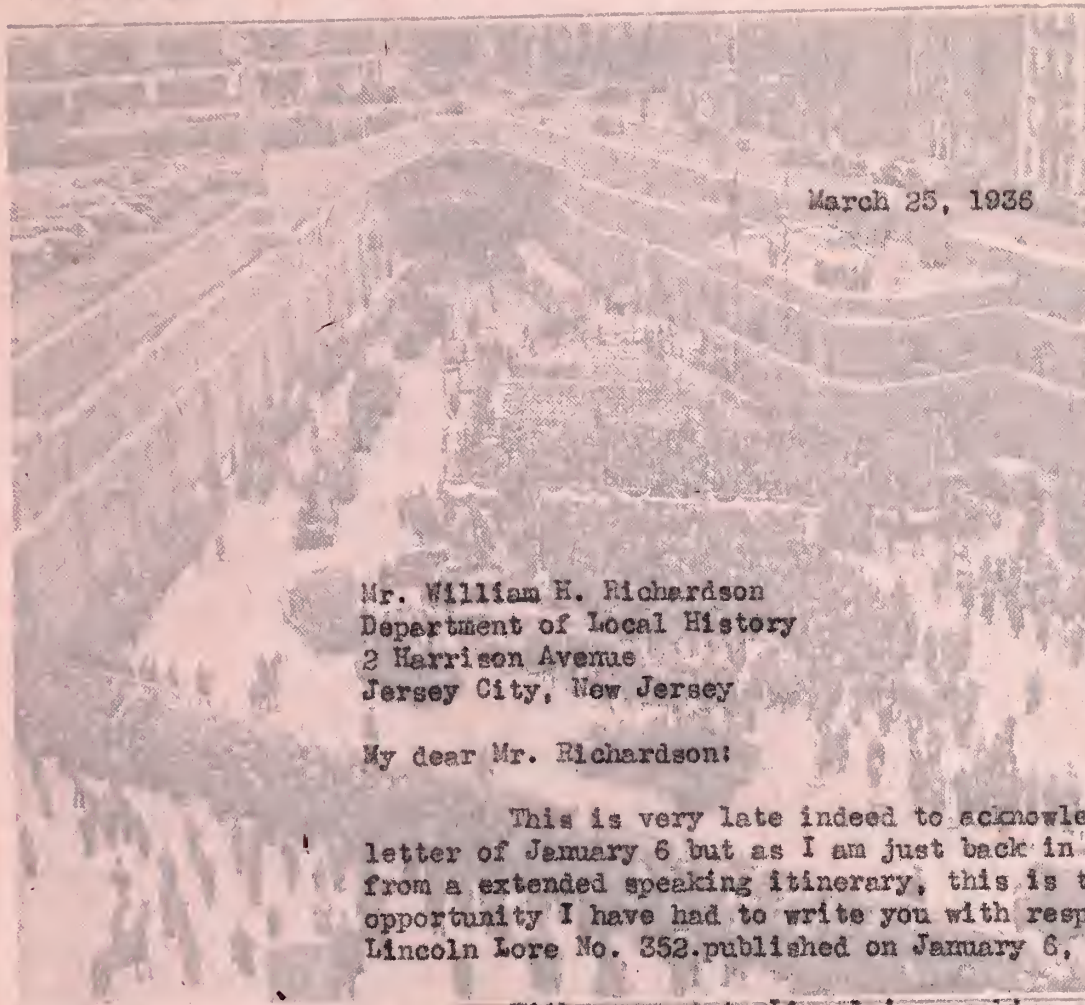 March 25, 1936
Mr. William H. Richardson
Department of Local History
2 Harrison Avenue
Jersey City, New Jersey
My dear Mr. Richardson:
This is very late indeed to
letter of January 6 but as I am just back in
from a extended speaking itinerary, this is
opportunity I have had to write you with
Lincoln Lore No. 352.published on January 6,